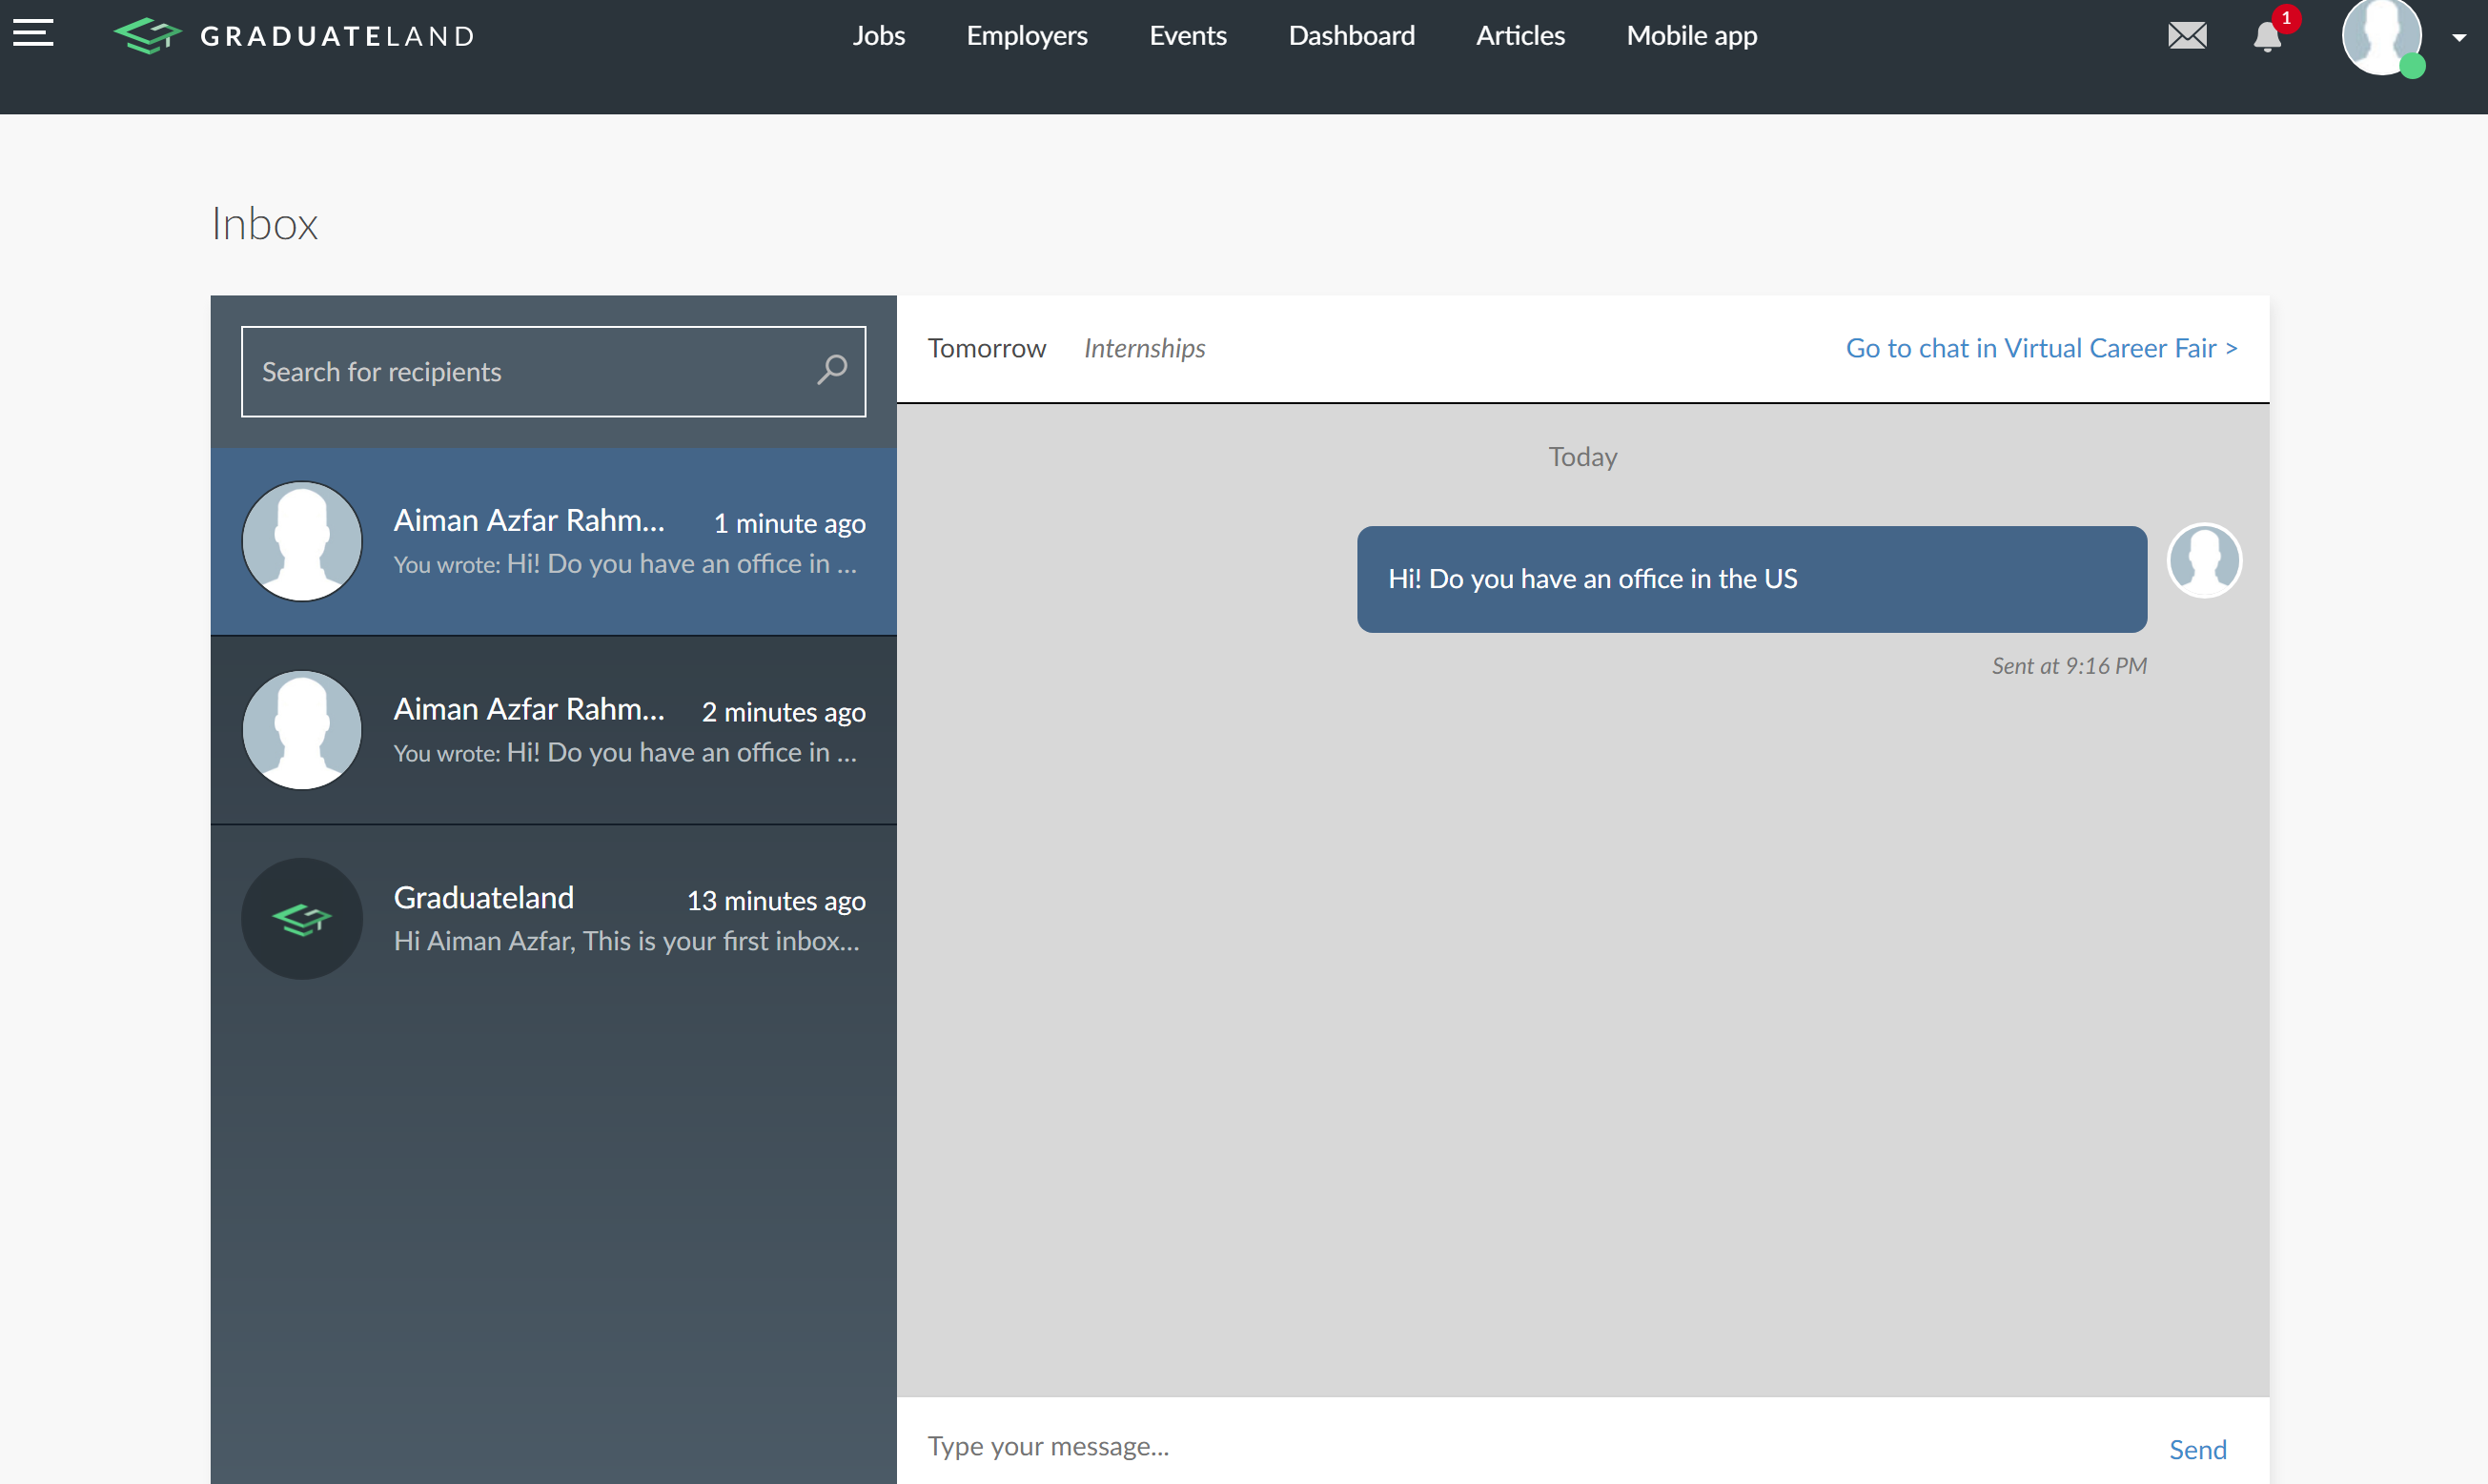 GRADUATELAND
Jobs Employers Events Dashboard Articles Mobile app
1
Inbox
Search for recipients
Aiman Azfar Rahm... 1 minute ago
You wrote: Hi! Do you have an office in ...
Aiman Azfar Rahm... 2 minutes ago
You wrote: Hi! Do you have an office in ...
Graduateland 13 minutes ago
Hi Aiman Azfar, This is your first inbox...
Tomorrow Internships Go to chat in Virtual Career Fair >
Today
Hi! Do you have an office in the US
Sent at 9:16 PM
Type your message...
Send